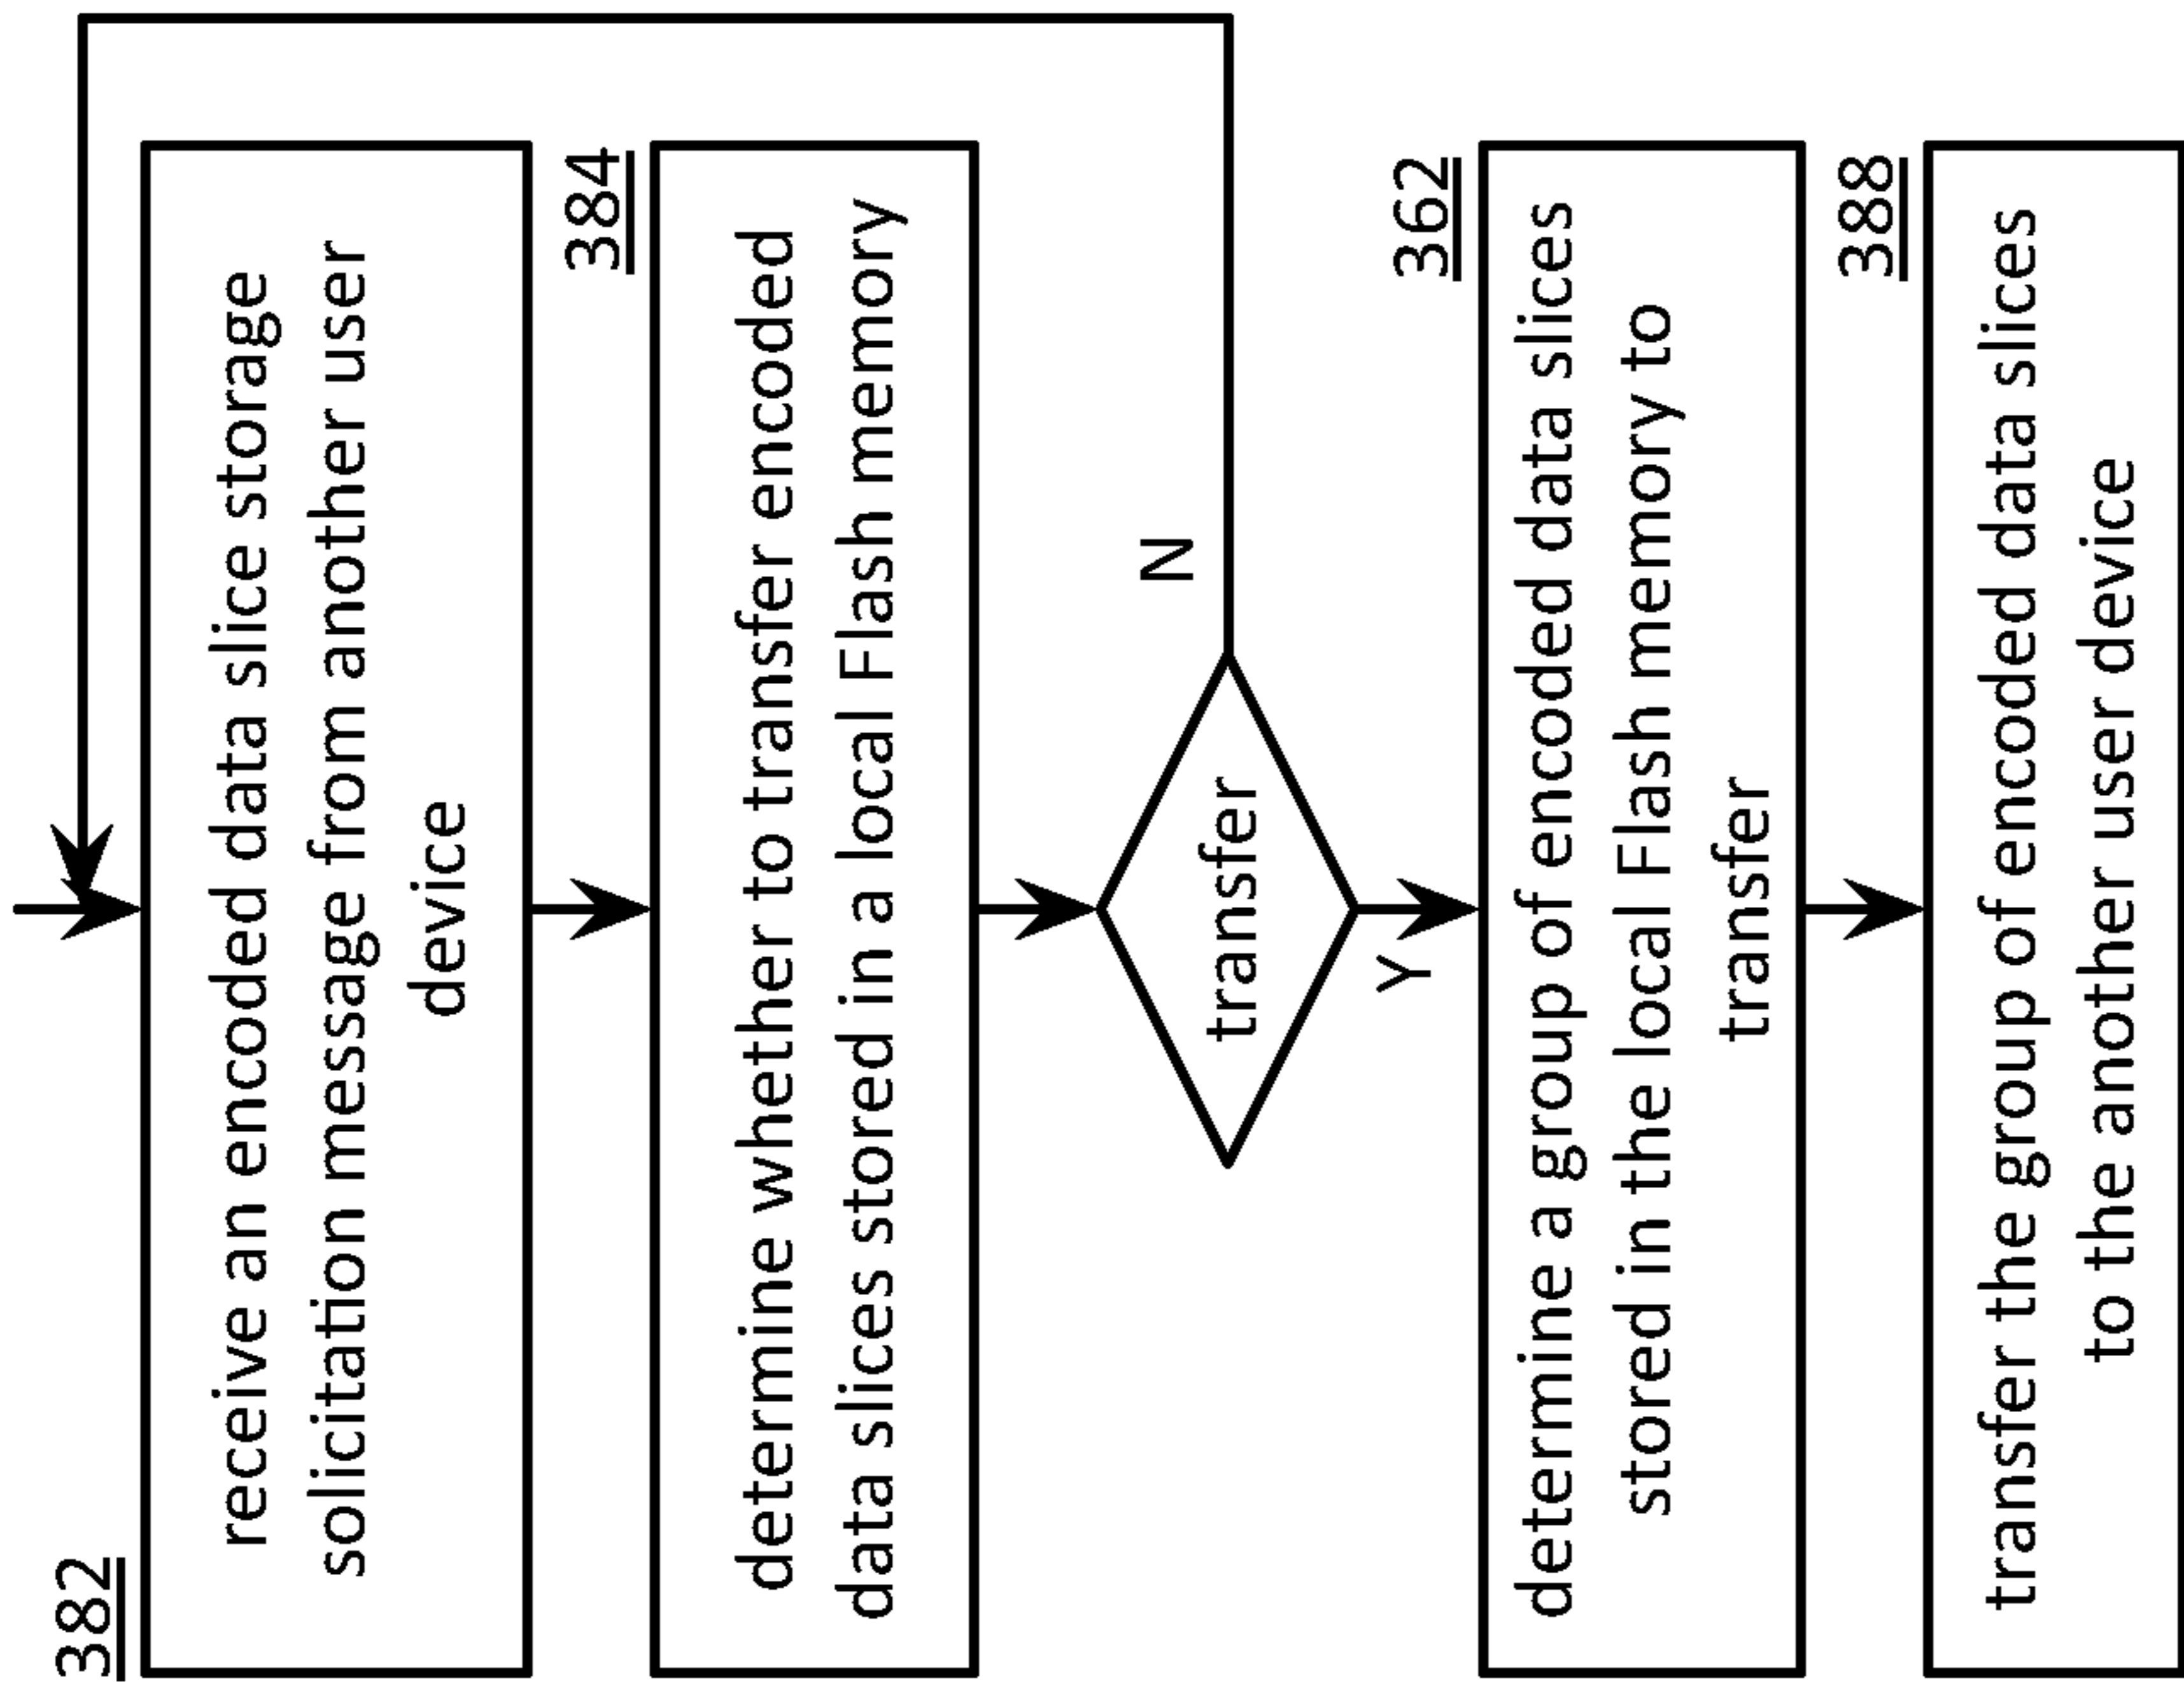 382
receive an encoded data slice storage
solicitation message from another user
device
384
determine whether to transfer encoded
data slices stored in a local Flash memory
transfer
N
Y
362
determine a group of encoded data slices
stored in the local Flash memory to
transfer
388
transfer the group of encoded data slices
to the another user device